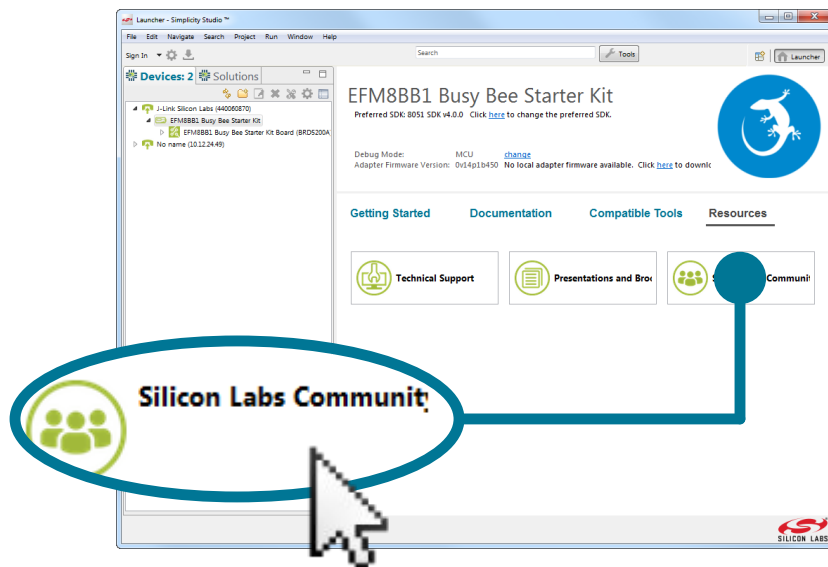 Launcher - Simplicity Studio ™
File Edit Navigate Search Project Run Window Help
Sign In Search Tools Launcher
Devices: 2 Solutions
J-Link Silicon Labs (440060870)
EFM8BB1 Busy Bee Starter Kit
EFM8BB1 Busy Bee Starter Kit Board (BRD5200A)
No name (10.12.24.49)
EFM8BB1 Busy Bee Starter Kit
Preferred SDK: 8051 SDK v4.0.0 Click here to change the preferred SDK.
Debug Mode: MCU change
Adapter Firmware Version: 0v14p1b450 No local adapter firmware available. Click here to downlc
Getting Started Documentation Compatible Tools Resources
Technical Support Presentations and Bro Communit
Silicon Labs Community
SILICON LABS